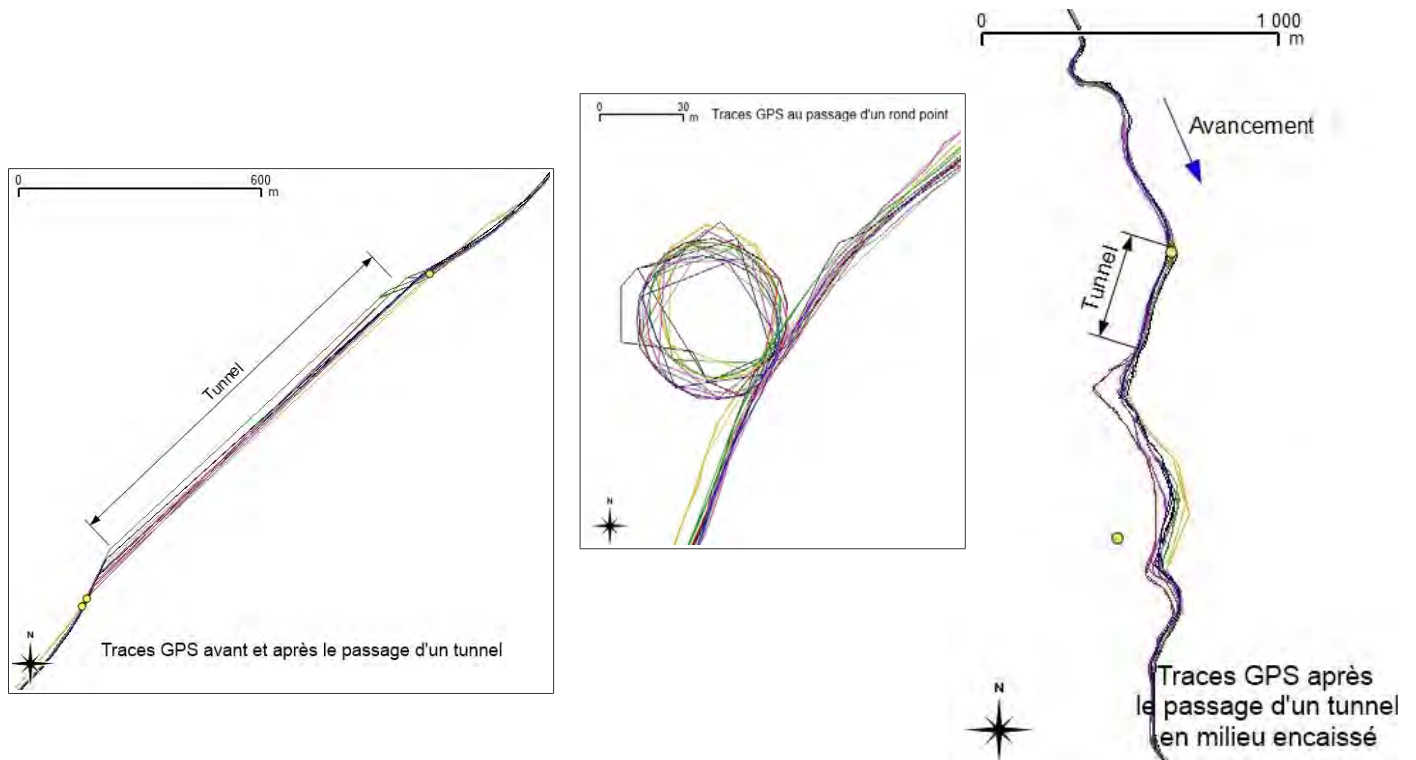 0 600
m
Tunnel
N
Traces GPS avant et après le passage d'un tunnel
0 30
m Traces GPS au passage d'un rond point
N
0 1 000
m
Avancement
Tunnel
N
Traces GPS après
le passage d'un tunnel
en milieu encaissé